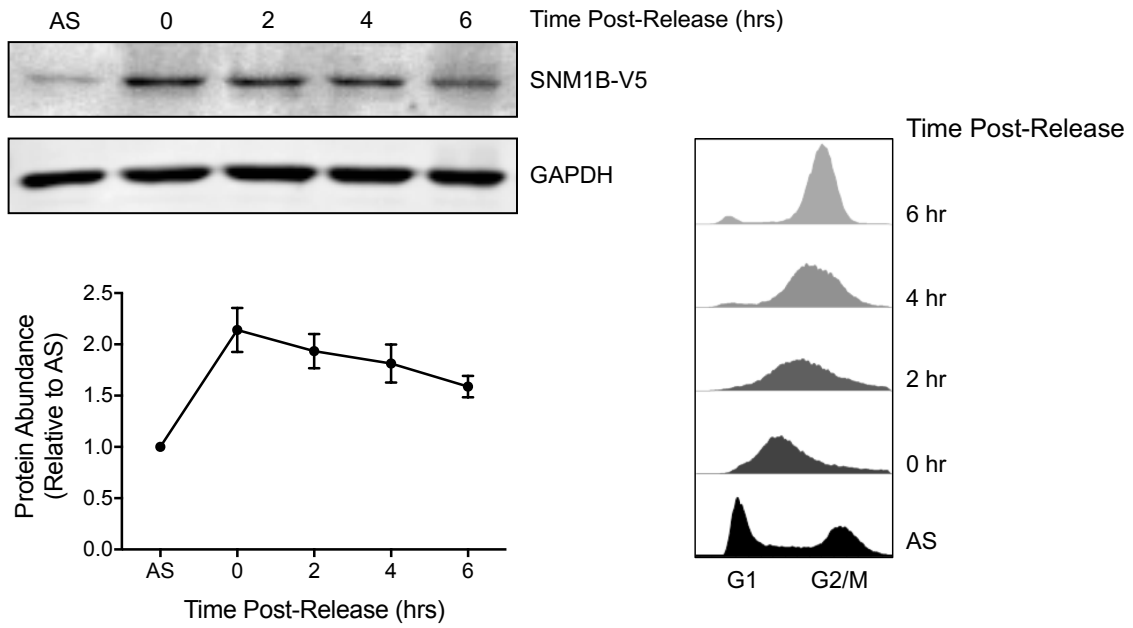 AS 0 2 4 6 Time Post-Release (hrs)
SNM1B-V5
GAPDH
2.5
2.0
1.5
1.0
0.5
0.0
Protein Abundance
(Relative to AS)
AS 0 2 4 6
Time Post-Release (hrs)
Time Post-Release
6 hr
4 hr
2 hr
0 hr
AS
G1 G2/M